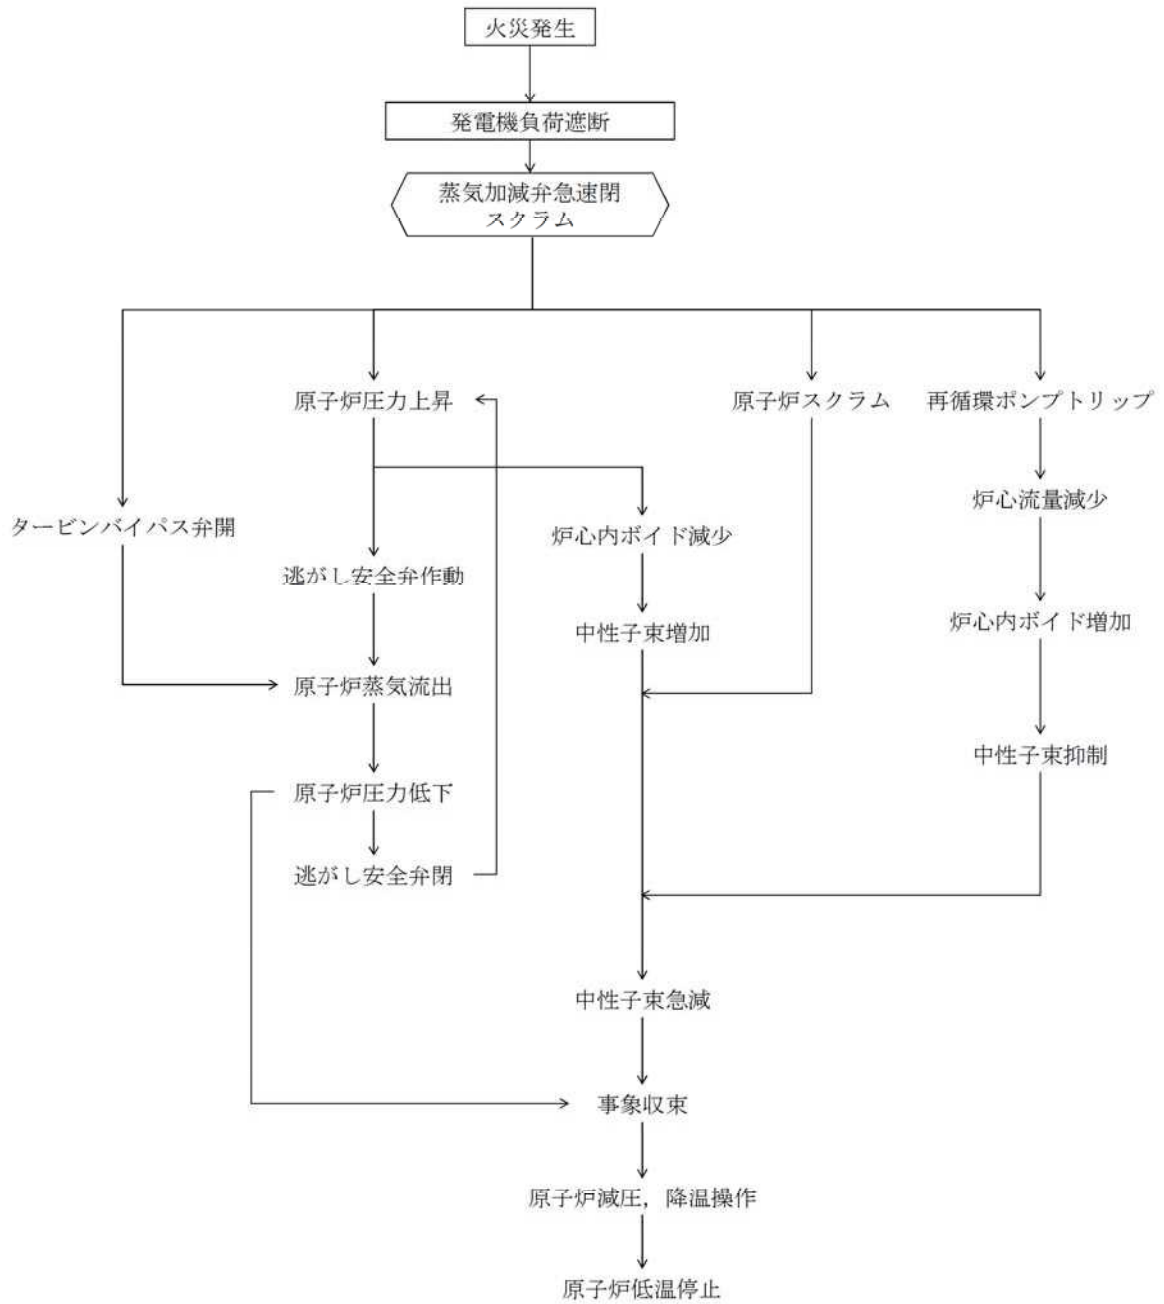 火災発生
発電機負荷遮断
蒸気加減弁急速閉
スクラム
原子炉圧力上昇
原子炉スクラム
再循環ポンプトリップ
炉心流量減少
タービンバイパス弁開
炉心内ボイド減少
逃がし安全弁作動
炉心内ボイド増加
中性子束増加
原子炉蒸気流出
中性子束抑制
原子炉圧力低下
逃がし安全弁閉
中性子束急減
事象収束
原子炉減圧，降温操作
原子炉低温停止